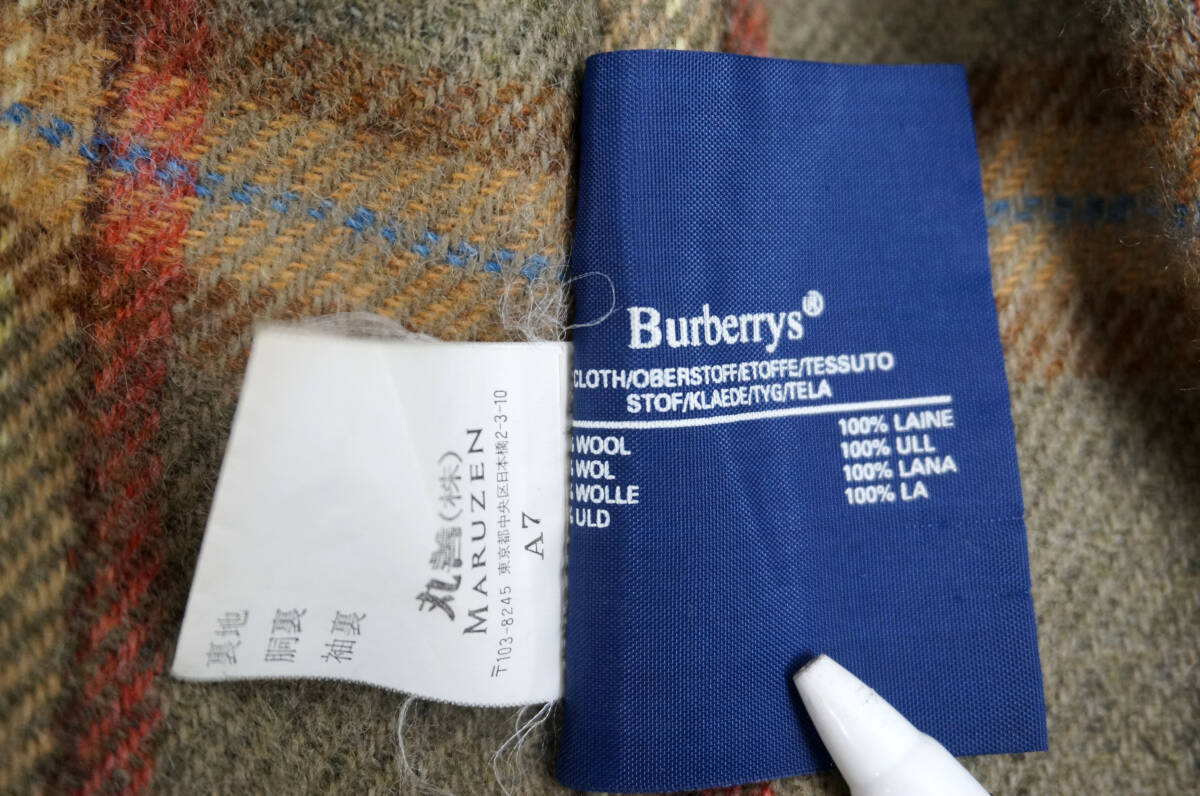 Burberrys®
CLOTH/OBERSTOFF/ETOFFE/TESSUTO
STOF/KLAEDE/TYG/TELA
% WOOL 100% LAINE
% WOL 100% ULL
% WOLLE 100% LANA
% ULD 100% LA
裏地
胴裏
袖裏
丸善(株)
MARUZEN
〒103-8245 東京都中央区日本橋2-3-10
A7